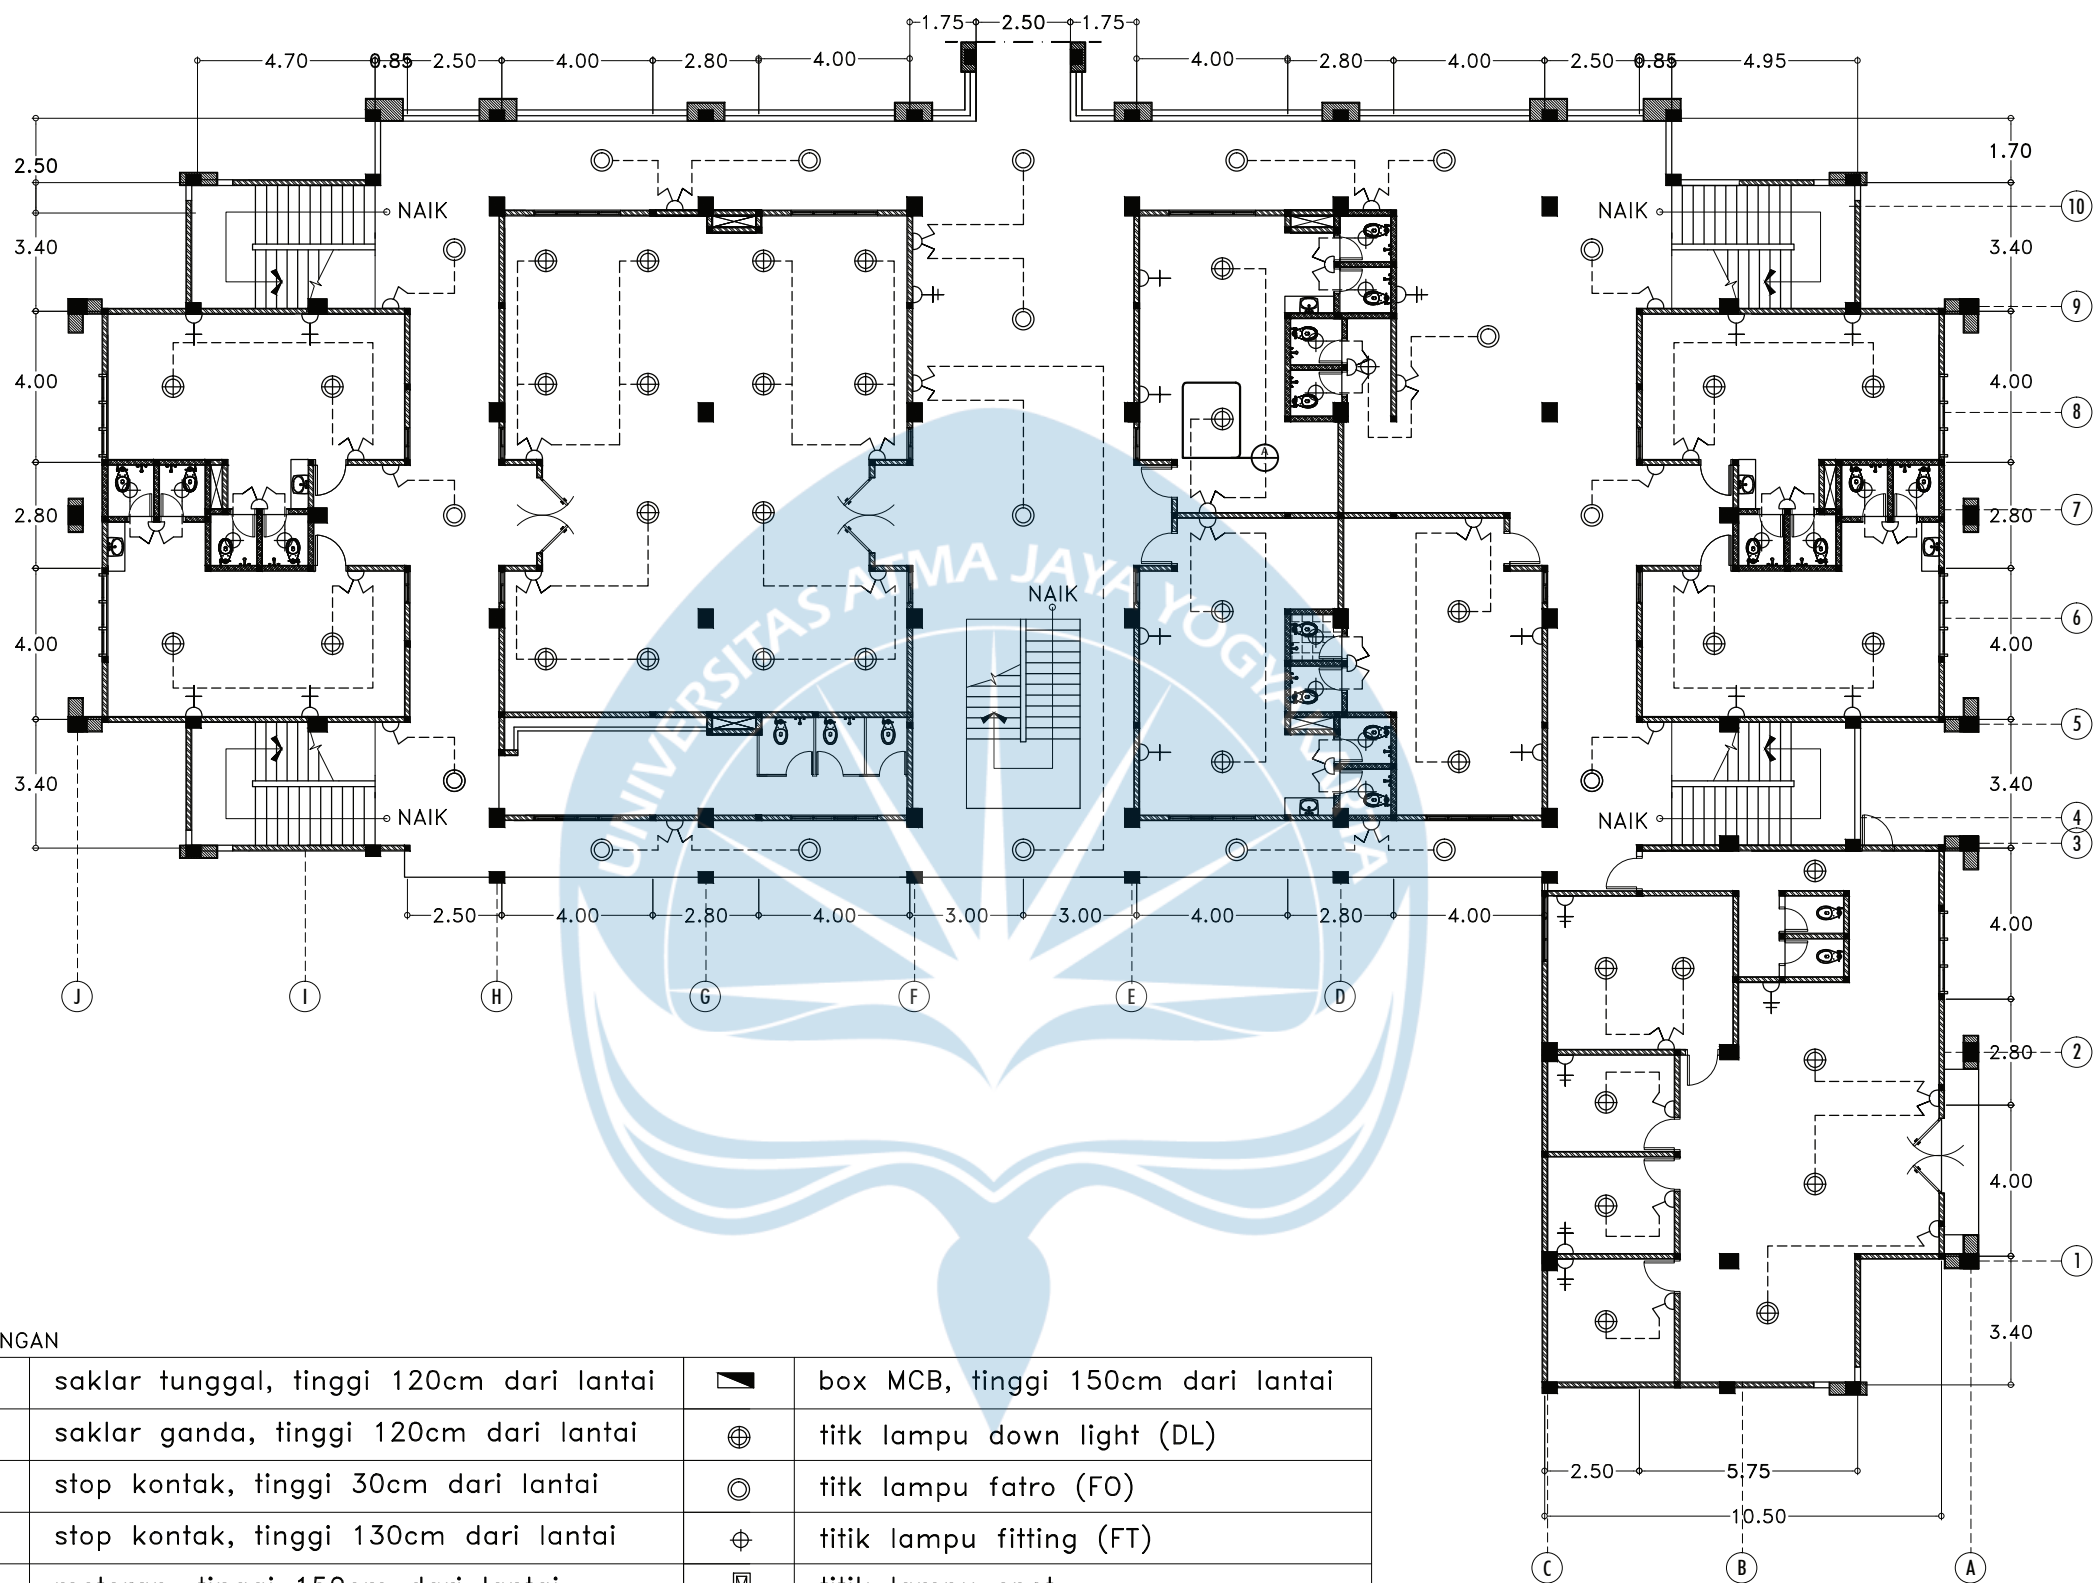 1.75 2.50 1.75
4.70 0.85 2.50 4.00 2.80 4.00 4.00 2.80 4.00 2.50 0.85 4.95
2.50 1.70
NAIK NAIK 10
3.40 3.40
9
4.00 4.00
8
A
2.80 2.80 7
UNIVERSITAS ATMA JAYA YOGYAKARTA
NAIK
4.00 4.00 6
5
3.40 3.40
NAIK NAIK 4
3
2.50 4.00 2.80 4.00 3.00 3.00 4.00 2.80 4.00 4.00
J I H G F E D
2.80 2
4.00
1
3.40
NGAN
saklar tunggal, tinggi 120cm dari lantai box MCB, tinggi 150cm dari lantai
saklar ganda, tinggi 120cm dari lantai titk lampu down light (DL)
stop kontak, tinggi 30cm dari lantai titk lampu fatro (FO)
stop kontak, tinggi 130cm dari lantai titik lampu fitting (FT)
2.50 5.75
10.50
C B A